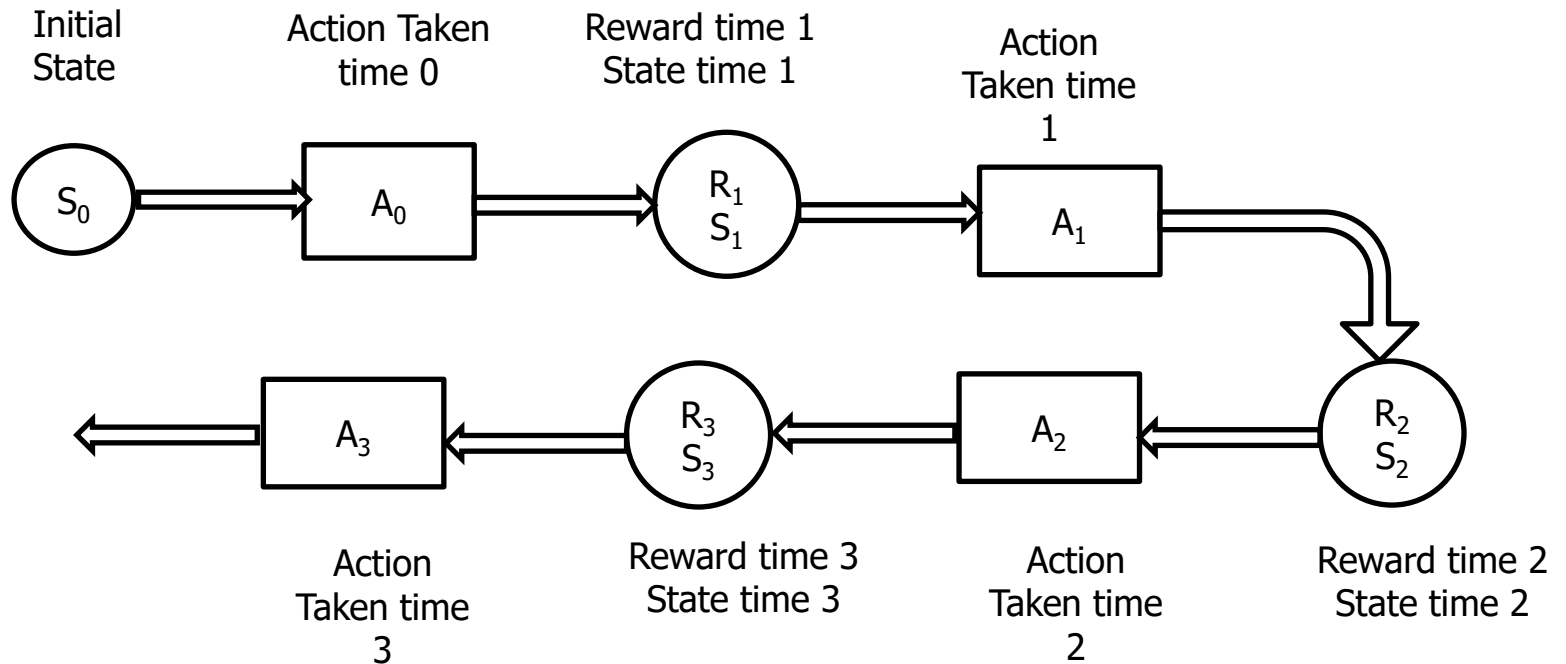 Initial
State
Action Taken
time 0
Reward time 1
State time 1
Action
Taken time
1
S₀
A₀
R₁
S₁
A₁
A₃
R₃
S₃
A₂
R₂
S₂
Action
Taken time
3
Reward time 3
State time 3
Action
Taken time
2
Reward time 2
State time 2